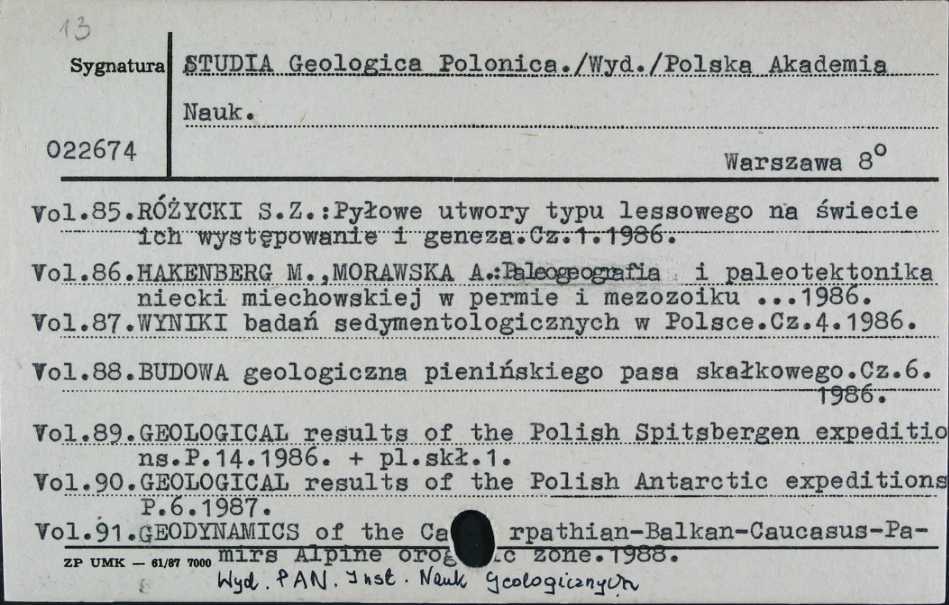 13
Sygnatura
STUDIA Geologica Polonica./Wyd./Polska Akademia
Nauk.
022674
Warszawa 8°
Vol.85.RÓŻYCKI S.Z.:Pyłowe utwory typu lessowego na świecie
ich występowanie i geneza.Cz.1.1986.
Vol.86.HAKENBERG M.,MORAWSKA A.:Paleogeografia i paleotektonika
niecki miechowskiej w permie i mezozoiku ...1986.
Vol.87.WYNIKI badań sedymentologicznych w Polsce.Cz.4.1986.
Vol.88.BUDOWA geologiczna pienińskiego pasa skałkowego.Cz.6.
1986.
Vol.89.GEOLOGICAL results of the Polish Spitsbergen expeditio
ns.P.14.1986. + pl.skł.1.
Vol.90.GEOLOGICAL results of the Polish Antarctic expeditions
P.6.1987.
Vol.91.GEODYNAMICS of the Ca rpathian-Balkan-Caucasus-Pa-
mirs Alpine orog ic zone.1988.
ZP UMK — 61/87 7000
Wyd. PAN. Inst. Nauk Geologicznych